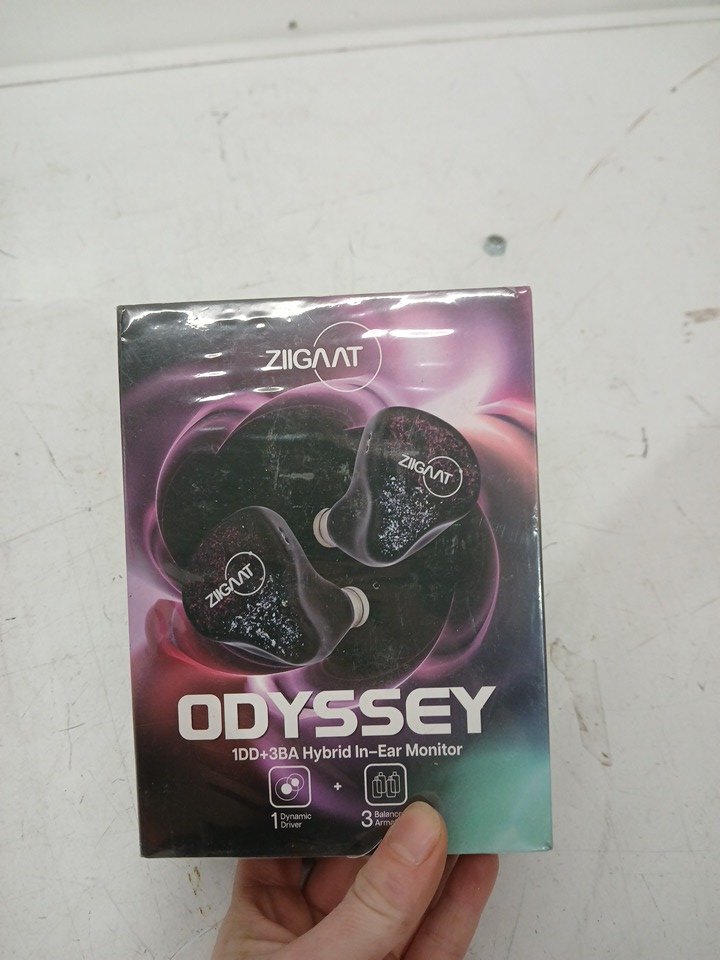 ZIIGAAT
ZIIGAAT
ZIIGAAT
ODYSSEY
1DD+3BA Hybrid In-Ear Monitor
+
1 Dynamic Driver
3